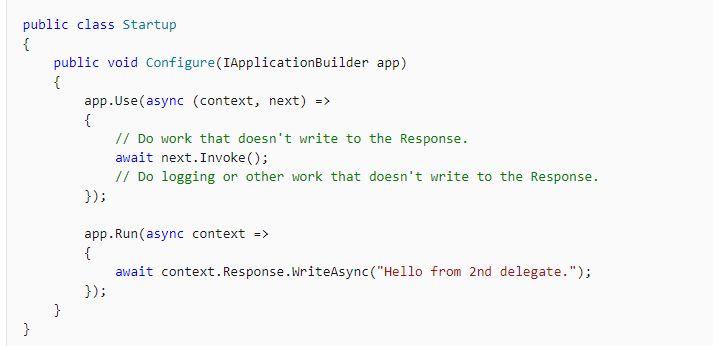 public class Startup
{
    public void Configure(IApplicationBuilder app)
    {
        app.Use(async (context, next) =>
        {
            // Do work that doesn't write to the Response.
            await next.Invoke();
            // Do logging or other work that doesn't write to the Response.
        });

        app.Run(async context =>
        {
            await context.Response.WriteAsync("Hello from 2nd delegate.");
        });
    }
}